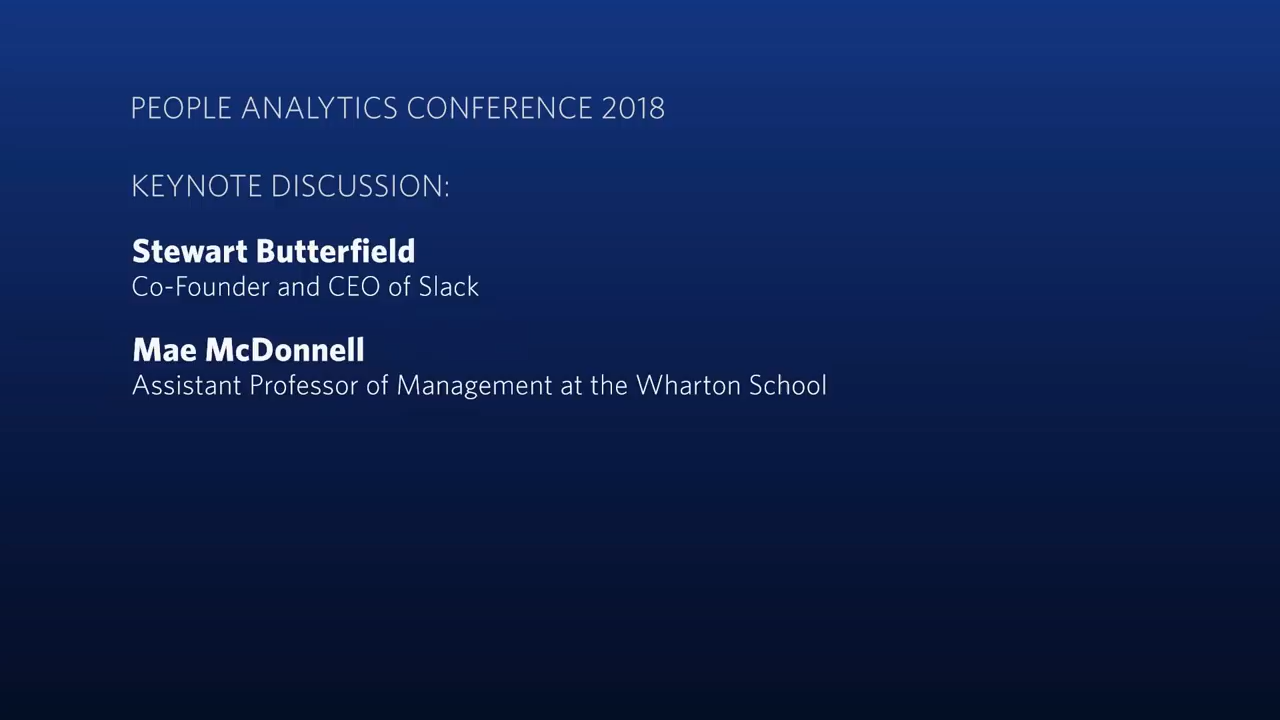 PEOPLE ANALYTICS CONFERENCE 2018
KEYNOTE DISCUSSION:
Stewart Butterfield
Co-Founder and CEO of Slack
Mae McDonnell
Assistant Professor of Management at the Wharton School